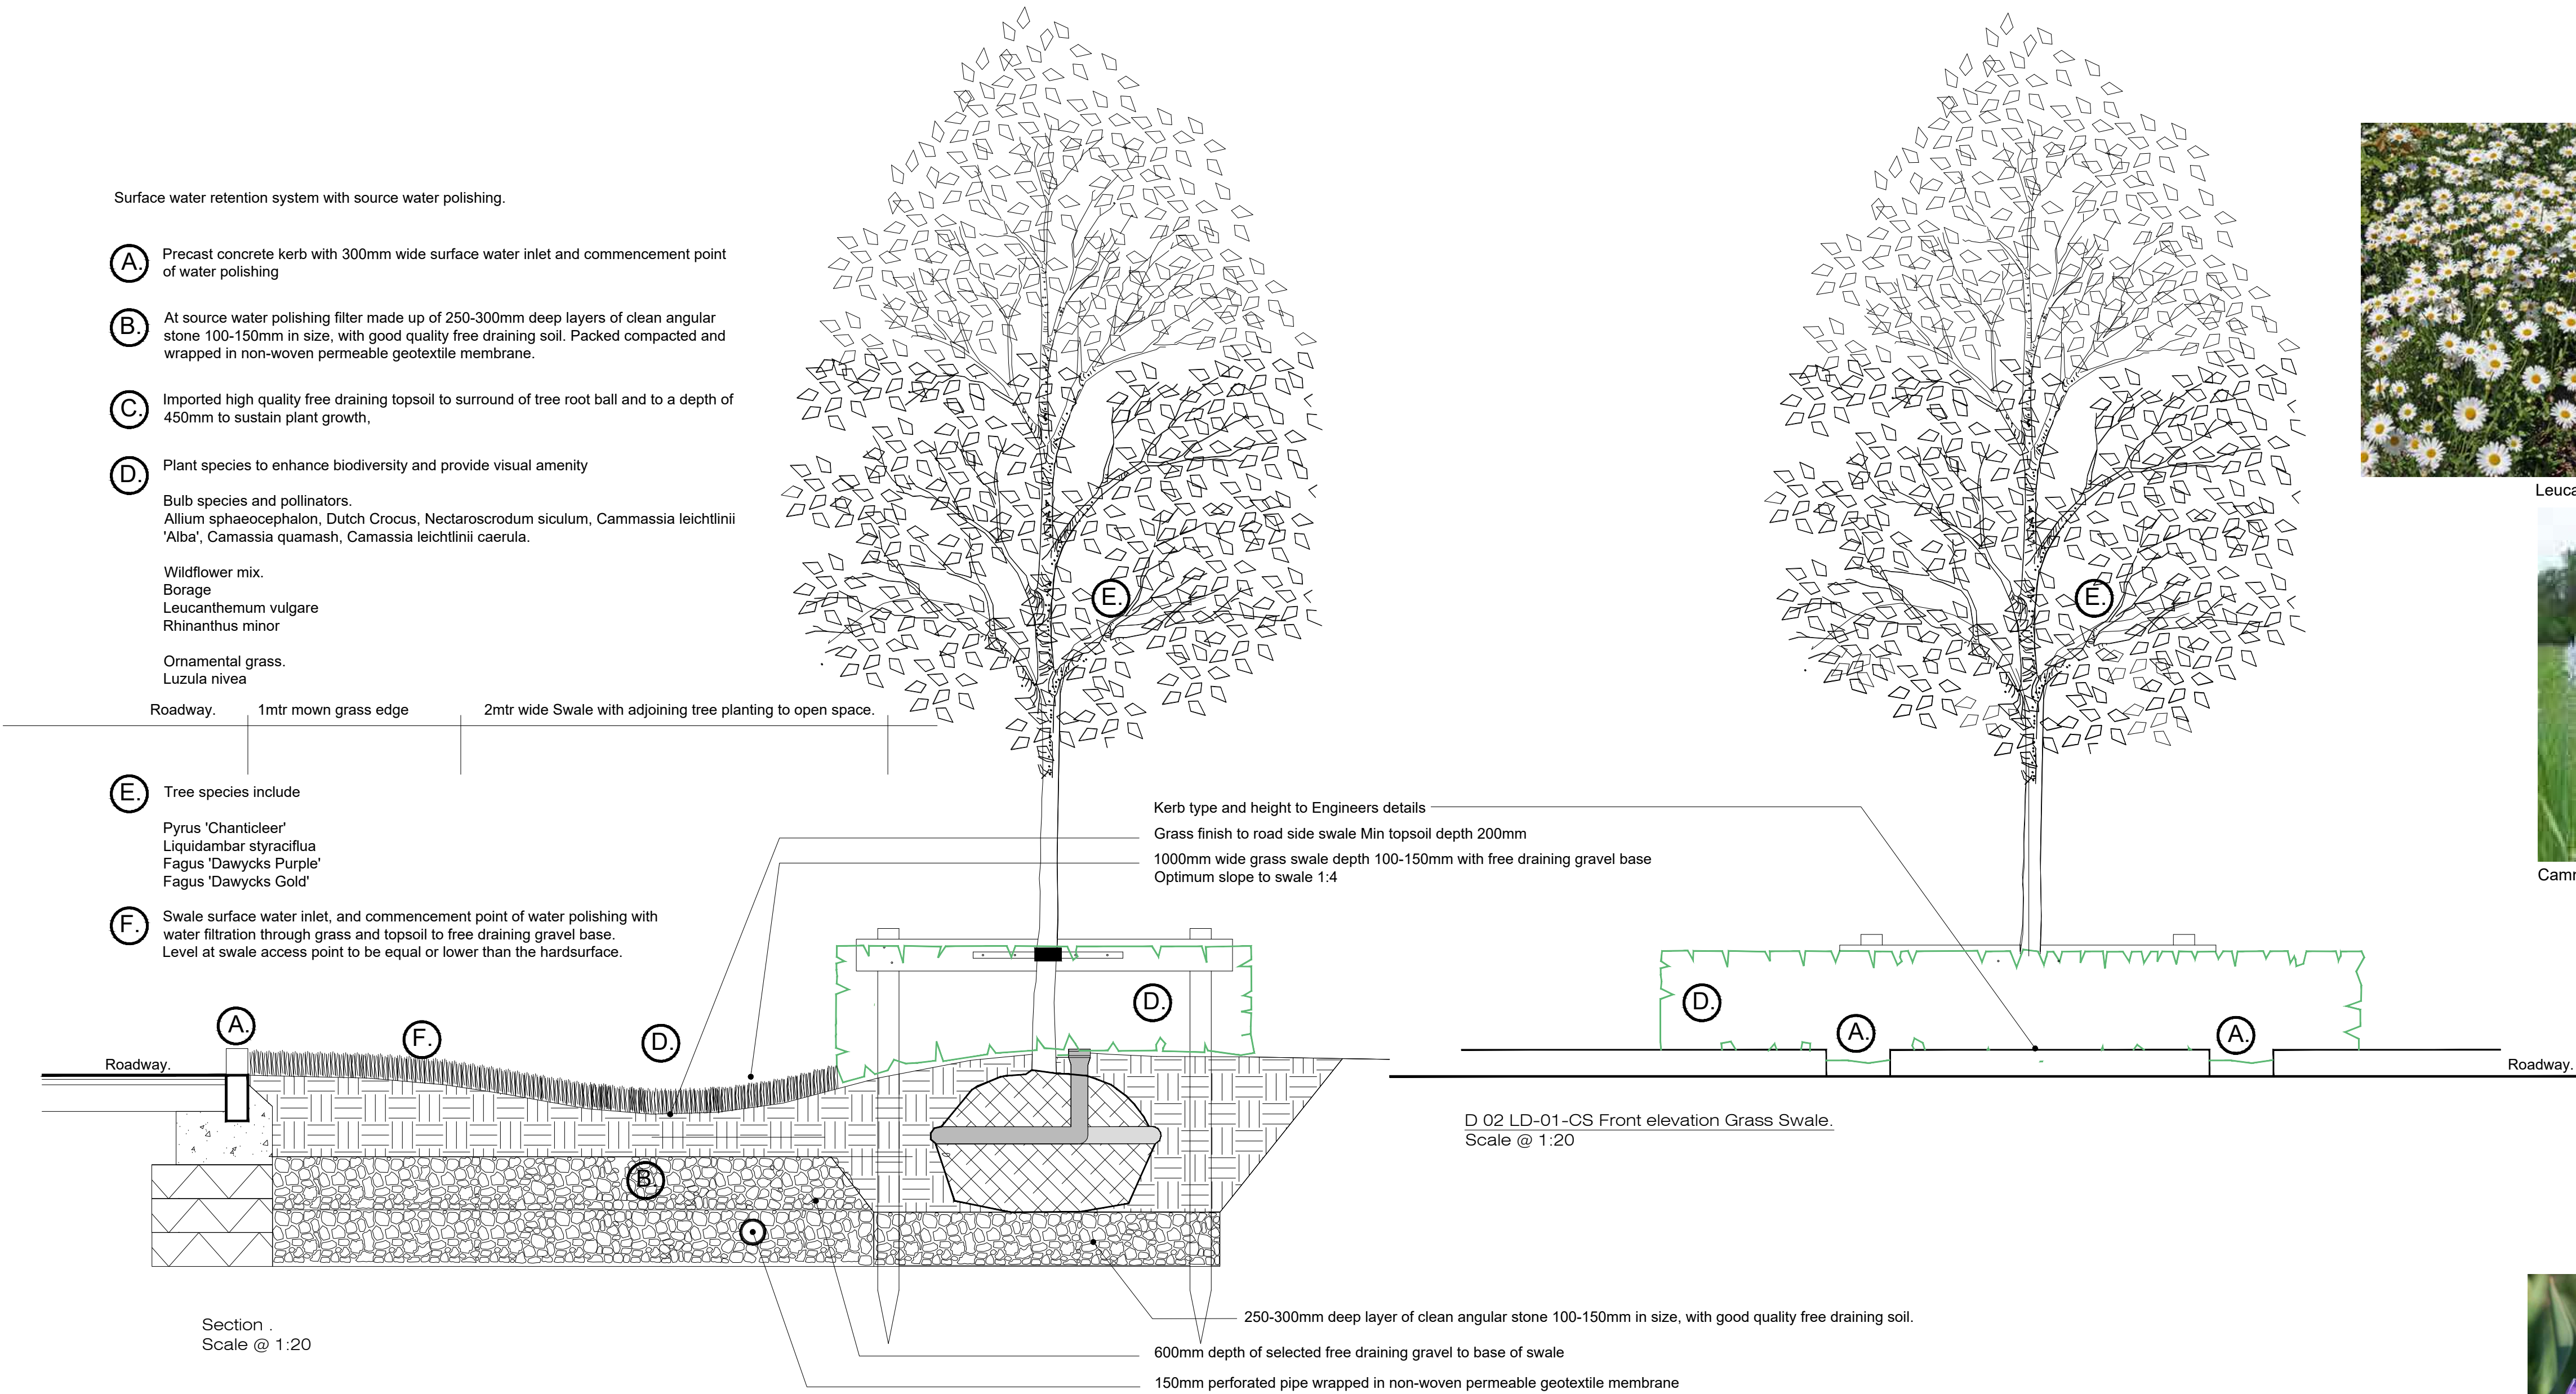 Surface water retention system with source water polishing.
A. Precast concrete kerb with 300mm wide surface water inlet and commencement point
of water polishing
B. At source water polishing filter made up of 250-300mm deep layers of clean angular
stone 100-150mm in size, with good quality free draining soil. Packed compacted and
wrapped in non-woven permeable geotextile membrane.
C. Imported high quality free draining topsoil to surround of tree root ball and to a depth of
450mm to sustain plant growth,
D. Plant species to enhance biodiversity and provide visual amenity
Bulb species and pollinators.
Allium sphaeocephalon, Dutch Crocus, Nectaroscrodum siculum, Cammassia leichtlinii
'Alba', Camassia quamash, Camassia leichtlinii caerula.
Wildflower mix.
Borage
Leucanthemum vulgare
Rhinanthus minor
Ornamental grass.
Luzula nivea
Roadway. 1mtr mown grass edge 2mtr wide Swale with adjoining tree planting to open space.
E. Tree species include
Pyrus 'Chanticleer'
Liquidambar styraciflua
Fagus 'Dawycks Purple'
Fagus 'Dawycks Gold'
F. Swale surface water inlet, and commencement point of water polishing with
water filtration through grass and topsoil to free draining gravel base.
Level at swale access point to be equal or lower than the hardsurface.
E.
E.
Kerb type and height to Engineers details
Grass finish to road side swale Min topsoil depth 200mm
1000mm wide grass swale depth 100-150mm with free draining gravel base
Optimum slope to swale 1:4
A.
F.
D.
D.
Roadway.
B.
D.
A.
A.
Roadway.
D 02 LD-01-CS Front elevation Grass Swale.
Scale @ 1:20
Section .
Scale @ 1:20
250-300mm deep layer of clean angular stone 100-150mm in size, with good quality free draining soil.
600mm depth of selected free draining gravel to base of swale
150mm perforated pipe wrapped in non-woven permeable geotextile membrane